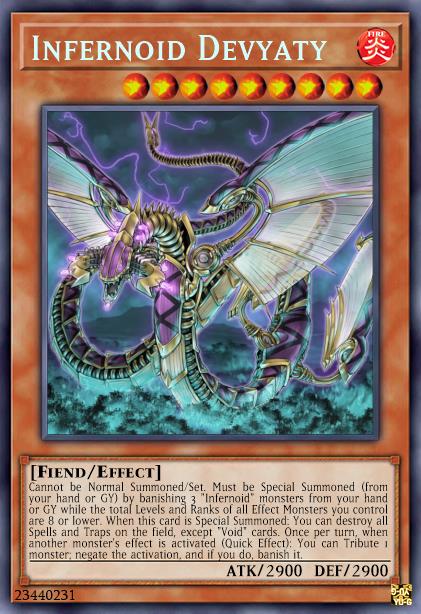 Infernoid Devyaty
FIRE
炎
[Fiend/Effect]
Cannot be Normal Summoned/Set. Must be Special Summoned (from
your hand or GY) by banishing 3 "Infernoid" monsters from your hand
or GY while the total Levels and Ranks of all Effect Monsters you control
are 8 or lower. When this card is Special Summoned: You can destroy all
Spells and Traps on the field, except "Void" cards. Once per turn, when
another monster's effect is activated (Quick Effect): You can Tribute 1
monster; negate the activation, and if you do, banish it.
ATK/2900 DEF/2900
23440231